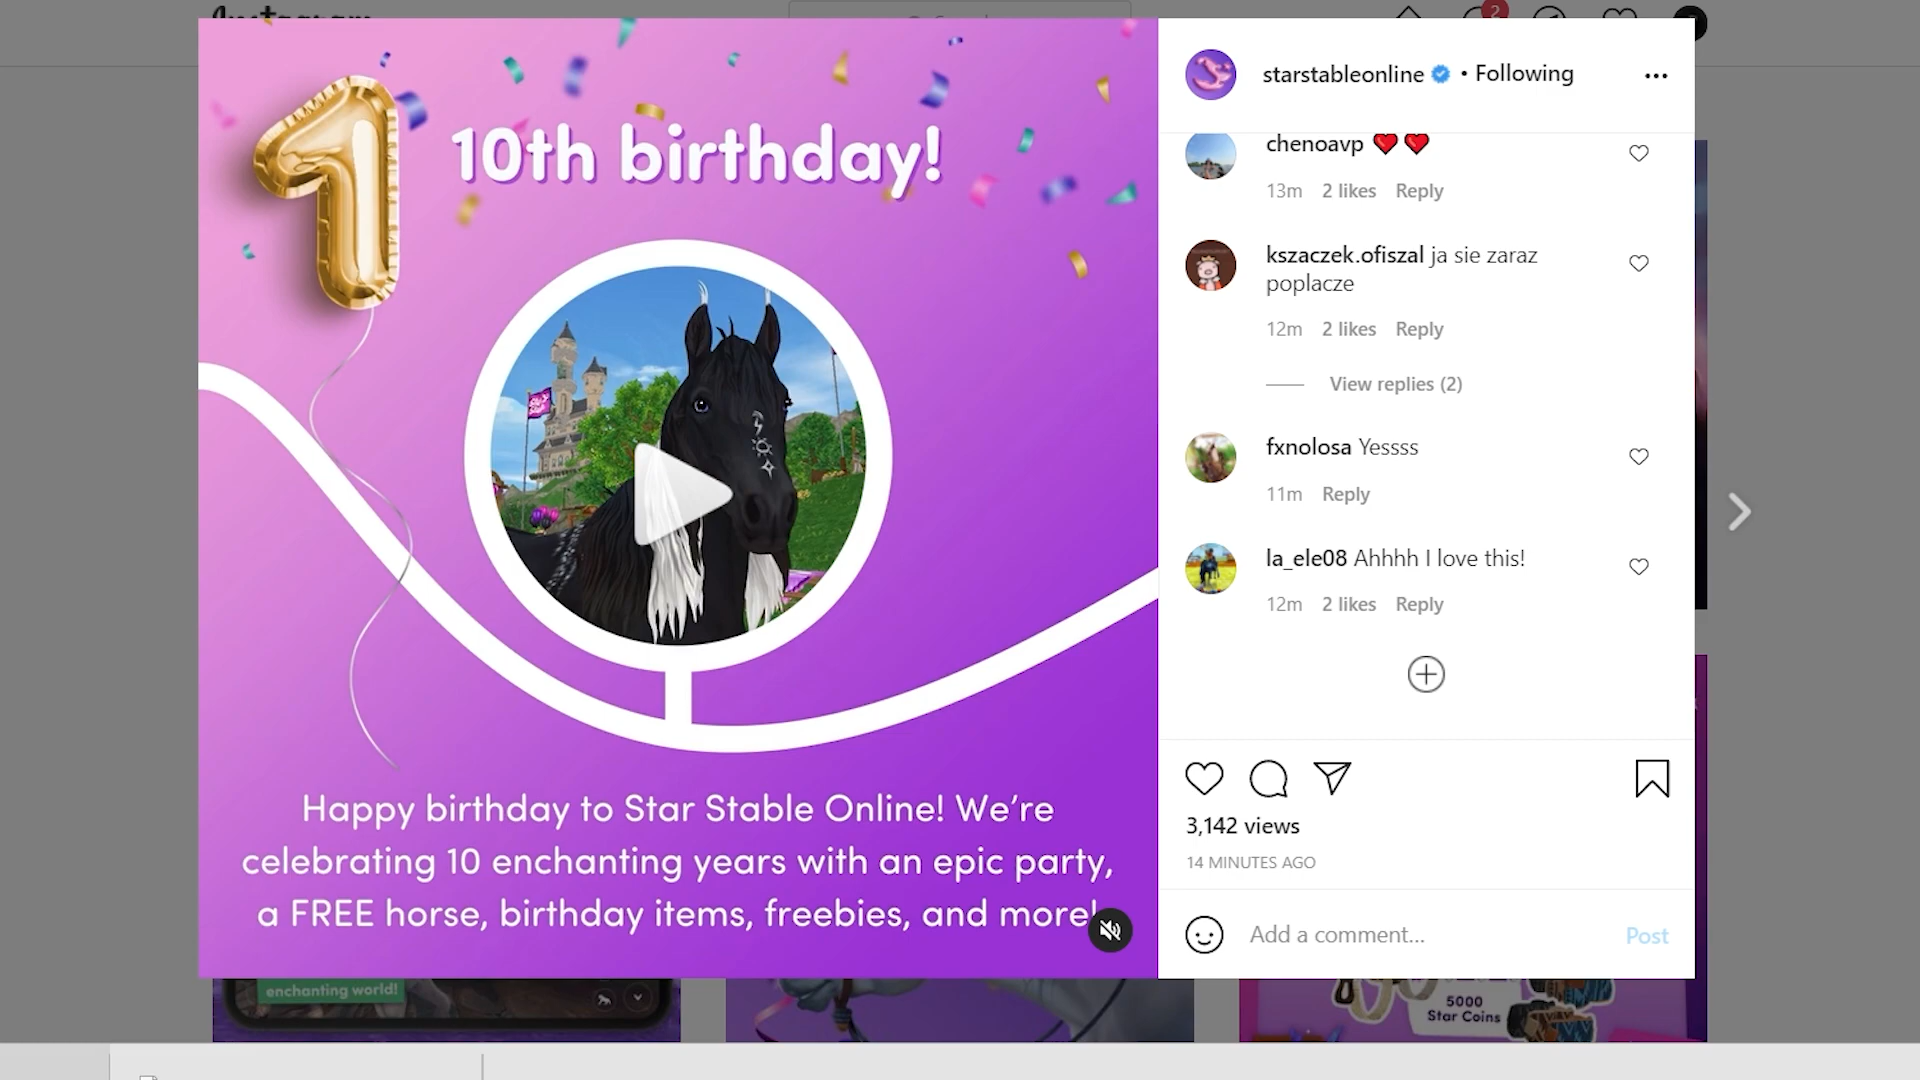 Instagram
2
10th birthday!
Happy birthday to Star Stable Online! We're
celebrating 10 enchanting years with an epic party,
a FREE horse, birthday items, freebies, and more!
starstableonline • Following
chenoavp ❤️❤️
13m 2 likes Reply
kszaczek.ofiszal ja sie zaraz
poplacze
12m 2 likes Reply
View replies (2)
fxnolosa Yessss
11m Reply
la_ele08 Ahhhh I love this!
12m 2 likes Reply
3,142 views
14 MINUTES AGO
Add a comment...
Post
enchanting world!
5000
Star Coins